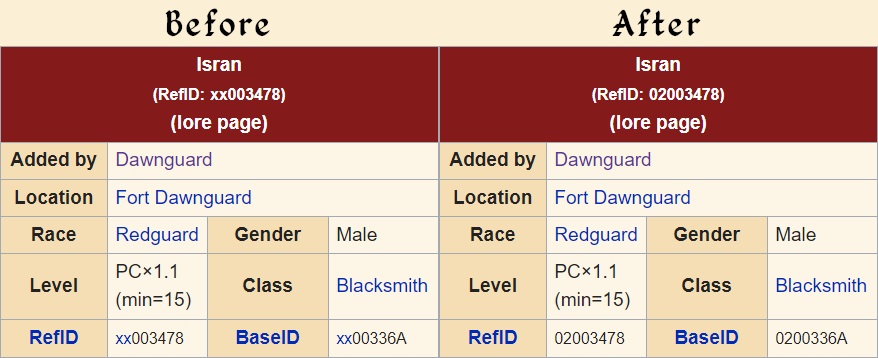 Before After
Isran
(RefID: xx003478)
(lore page)
Added by Dawnguard
Location Fort Dawnguard
Race Redguard Gender Male
Level PC×1.1
(min=15) Class Blacksmith
RefID xx003478 BaseID xx00336A
Isran
(RefID: 02003478)
(lore page)
Added by Dawnguard
Location Fort Dawnguard
Race Redguard Gender Male
Level PC×1.1
(min=15) Class Blacksmith
RefID 02003478 BaseID 0200336A